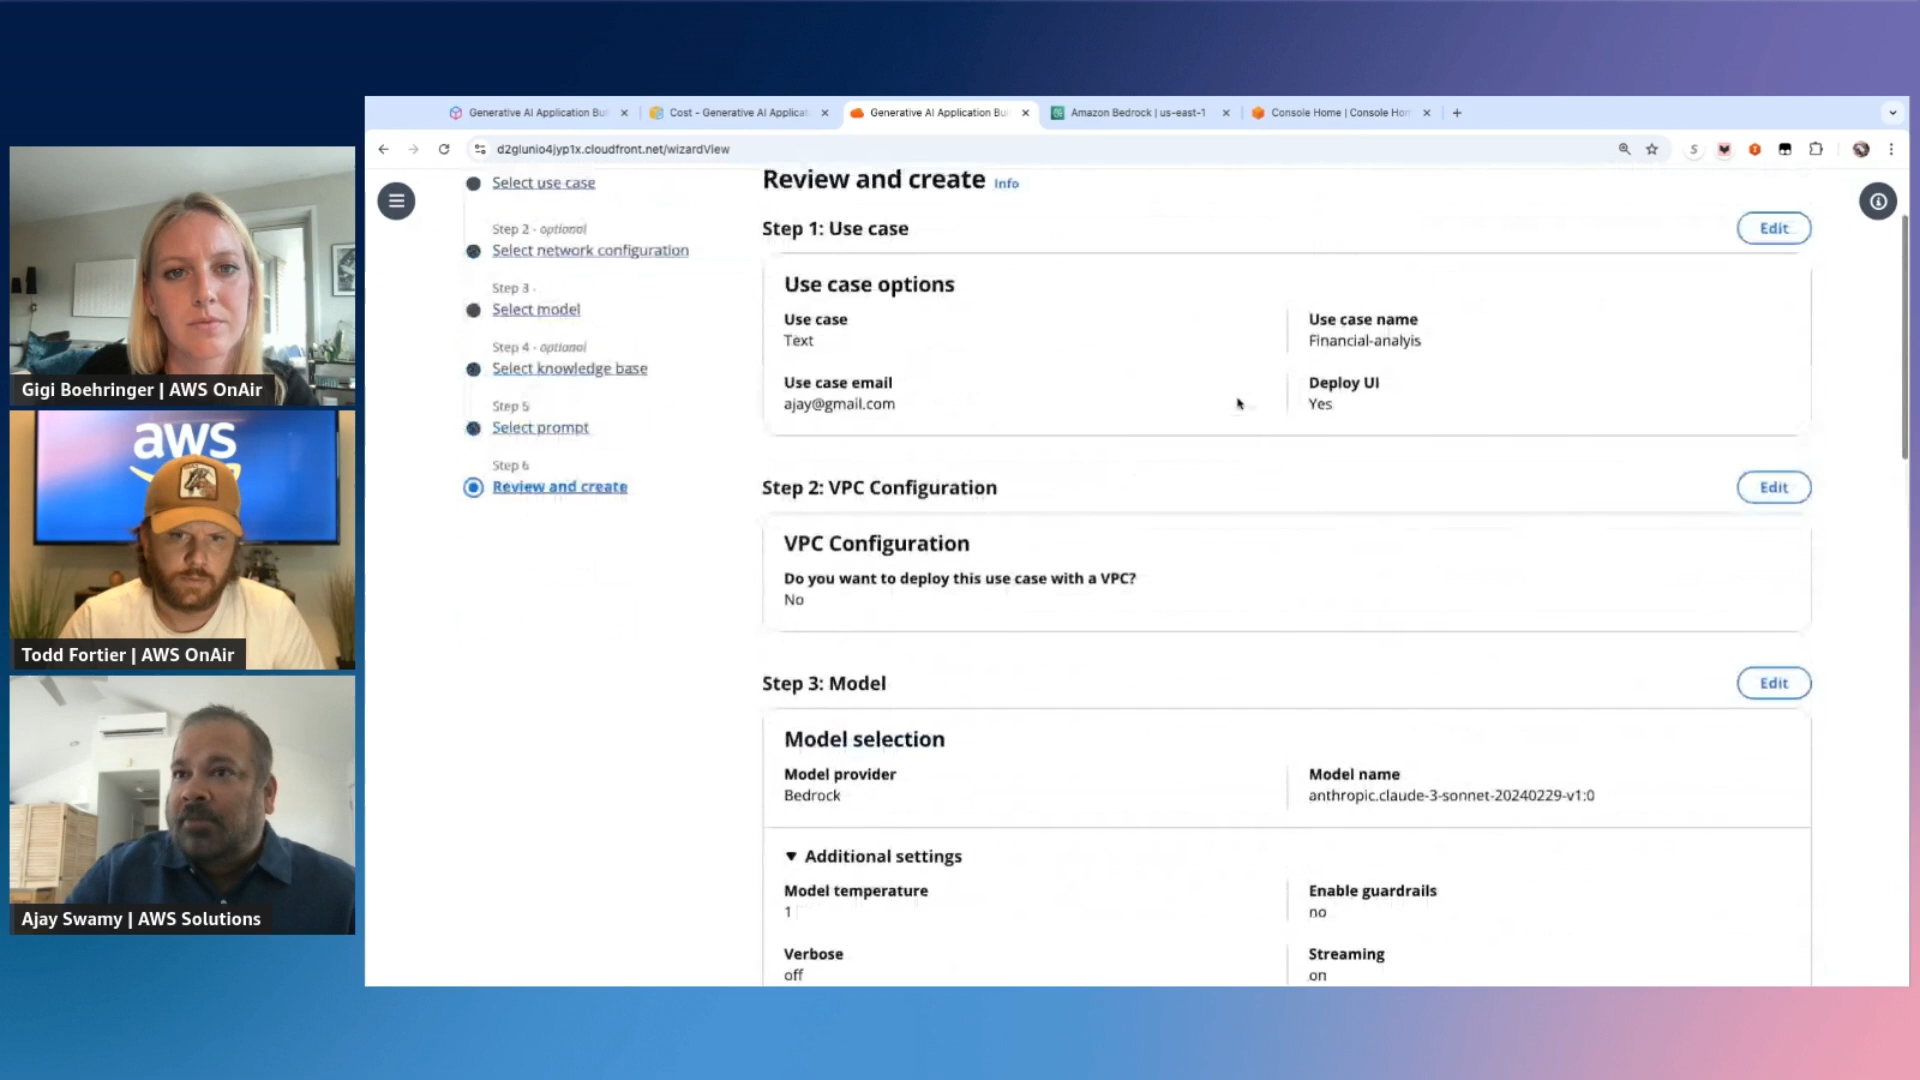 Generative AI Application Bui
Cost - Generative AI Applicat
Generative AI Application Bui
Amazon Bedrock | us-east-1
Console Home | Console Hom
d2glunio4jyp1x.cloudfront.net/wizardView
Select use case
Step 2 - optional
Select network configuration
Step 3 -
Select model
Step 4 - optional
Select knowledge base
Step 5
Select prompt
Step 6
Review and create
Review and create Info
Step 1: Use case
Edit
Use case options
Use case
Text
Use case name
Financial-analyis
Use case email
ajay@gmail.com
Deploy UI
Yes
Step 2: VPC Configuration
Edit
VPC Configuration
Do you want to deploy this use case with a VPC?
No
Step 3: Model
Edit
Model selection
Model provider
Bedrock
Model name
anthropic.claude-3-sonnet-20240229-v1:0
Additional settings
Model temperature
1
Enable guardrails
no
Verbose
off
Streaming
on
Gigi Boehringer | AWS OnAir
aws
Todd Fortier | AWS OnAir
Ajay Swamy | AWS Solutions